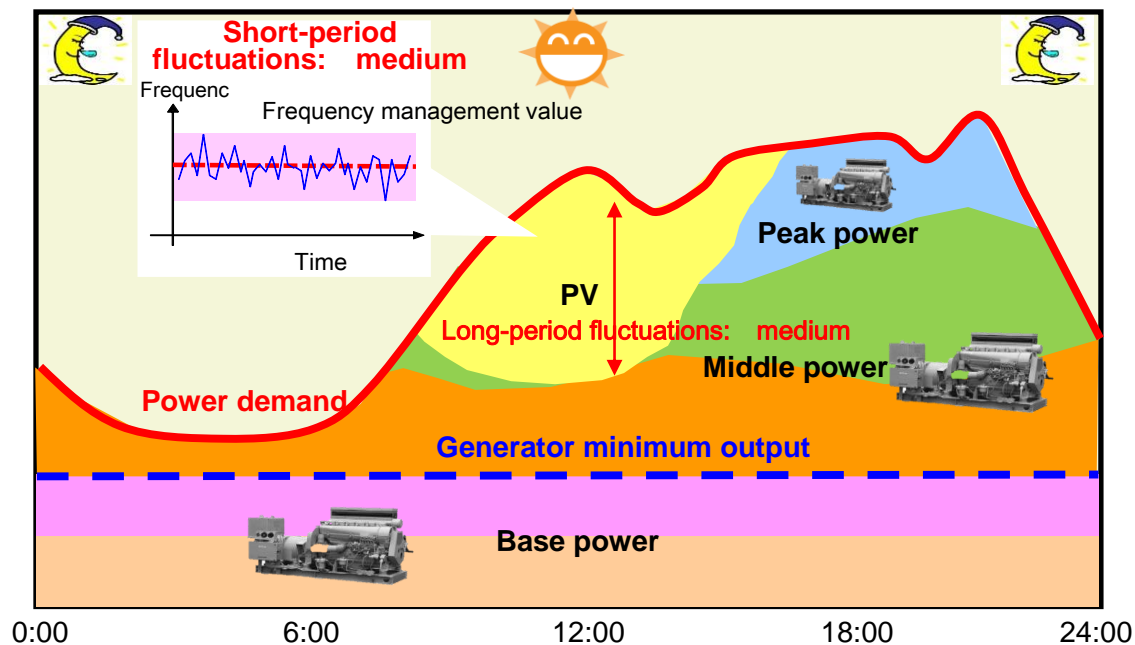 Short-period
fluctuations: medium
Frequenc
Frequency management value
Time
Peak power
PV
Long-period fluctuations: medium
Middle power
Power demand
Generator minimum output
Base power
0:00 6:00 12:00 18:00 24:00